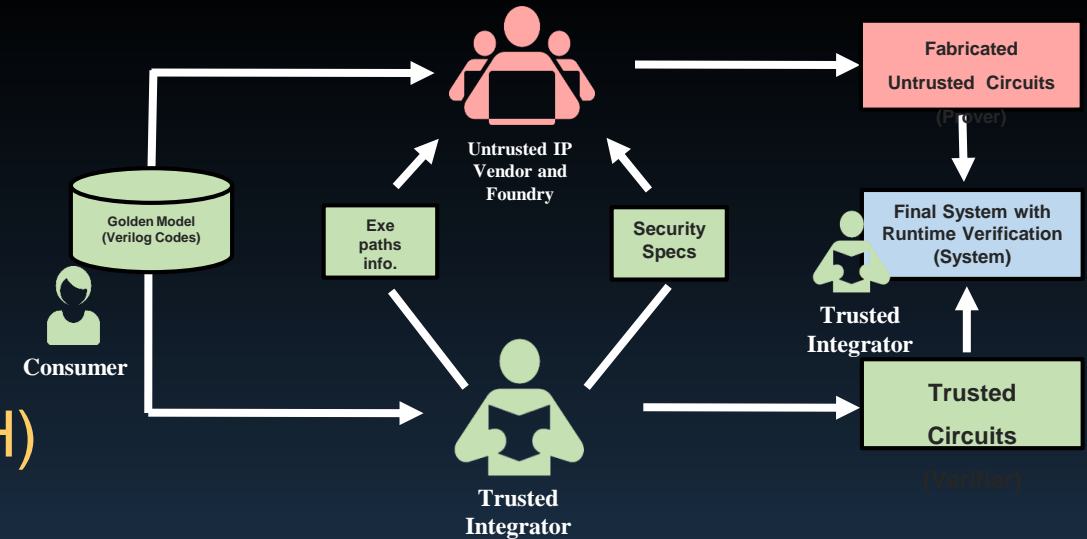 Fabricated
Untrusted Circuits
(Prover)
Untrusted IP
Vendor and
Foundry
Golden Model
(Verilog Codes)
Exe
paths
info.
Security
Specs
Final System with
Runtime Verification
(System)
Trusted
Integrator
Consumer
Trusted
Circuits
(Verifier)
H)
Trusted
Integrator